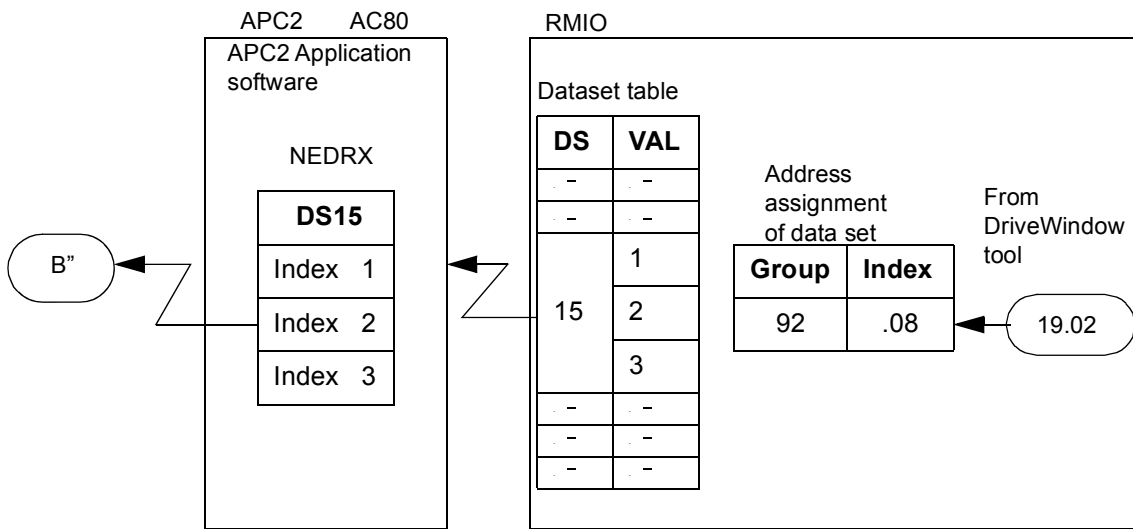 APC2 AC80
RMIO
APC2 Application
software
Dataset table
NEDRX
DS VAL
. - . -
. - . -
15
1
2
3
. - . -
. - . -
. - . -
DS15
Index 1
Index 2
Index 3
B”
Address
assignment
of data set
Group Index
92 .08
From
DriveWindow
tool
19.02